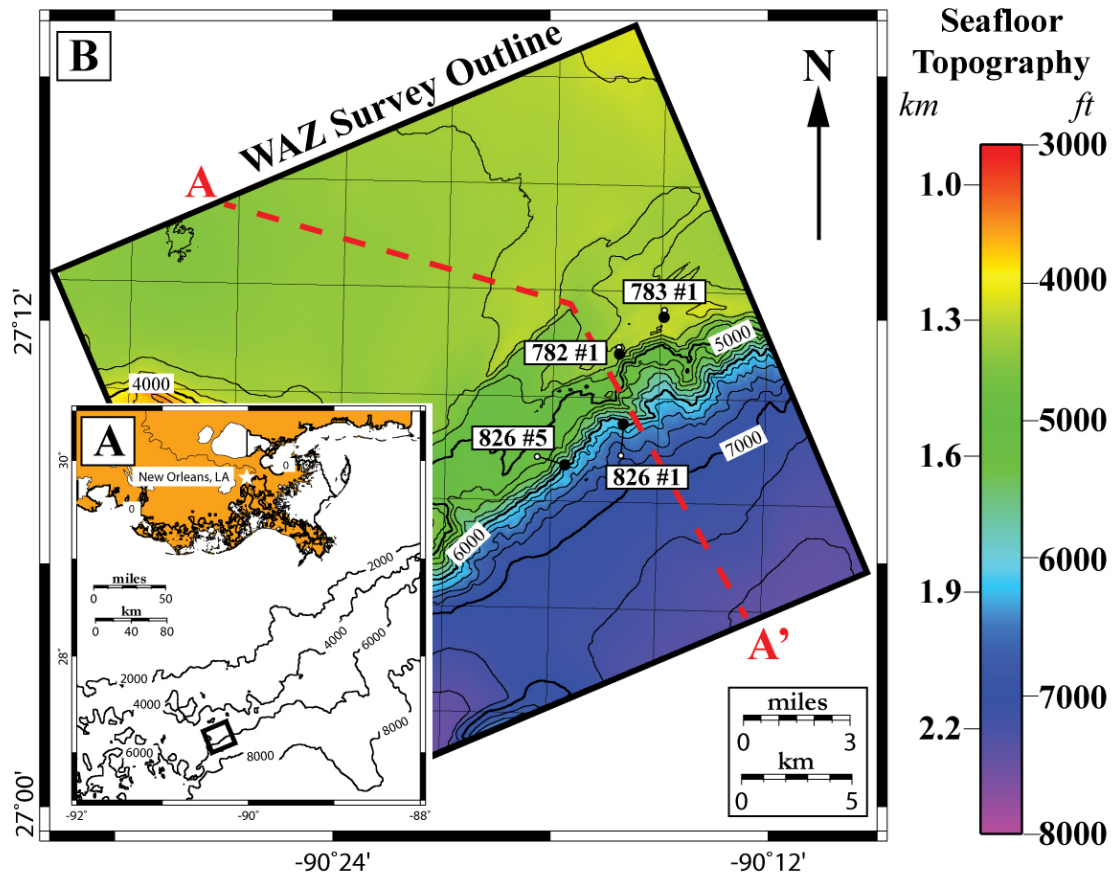 B
WAZ Survey Outline
N
A
783 #1
782 #1
5000
4000
826 #5
826 #1
7000
6000
A'
miles
0 3
km
0 5
27°12'
27°00'
-90°24'
-90°12'
A
30°
New Orleans, LA
0
0
0
miles
0 50
km
0 40 80
2000
4000
6000
2000
4000
6000
8000
8000
28°
-92°
-90°
-88°
Seafloor
Topography
km ft
3000
1.0
4000
1.3
5000
1.6
6000
1.9
7000
2.2
8000